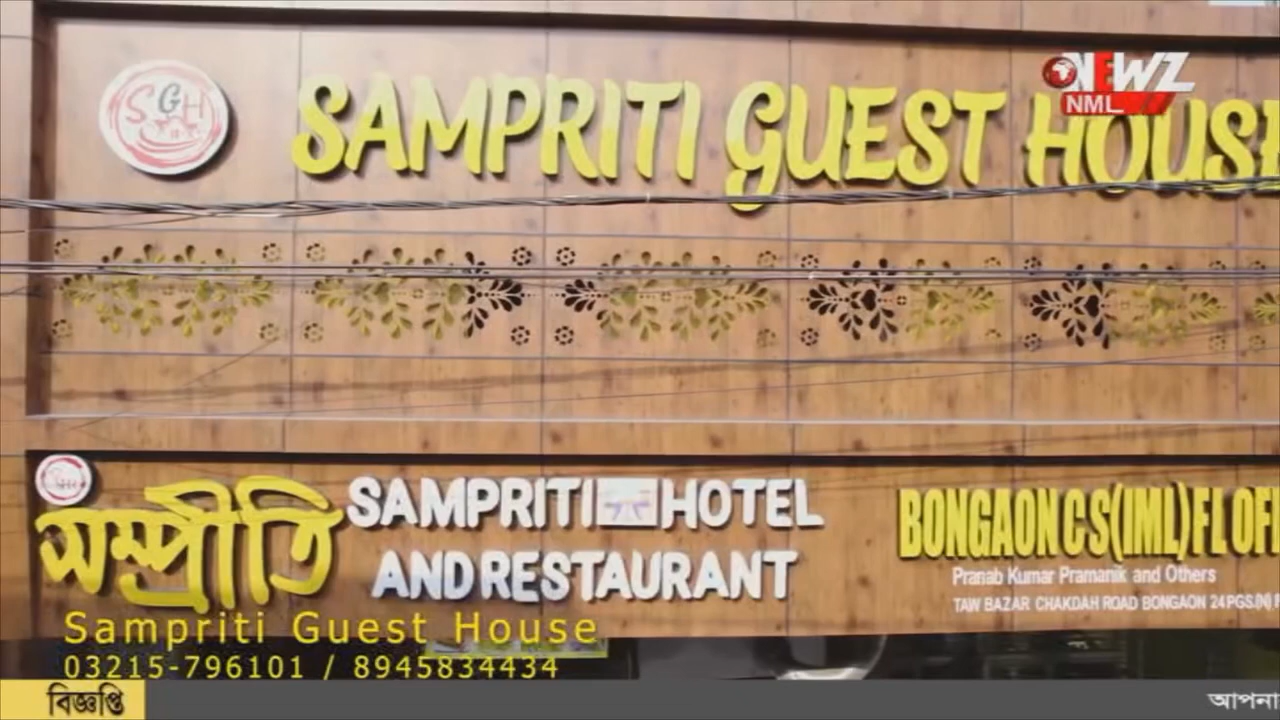 SGH
SAMPRITI GUEST HOUSE
NEWZ
NML
সম্প্রীতি
SAMPRITI HOTEL
AND RESTAURANT
BONGAON C S (IML) F L OF
Pranab Kumar Pramanik and Others
TAW BAZAR CHAKDAH ROAD BONGAON 24 PGS.(N)
Sampriti Guest House
03215-796101 / 8945834434
বিজ্ঞপ্তি
আপনা